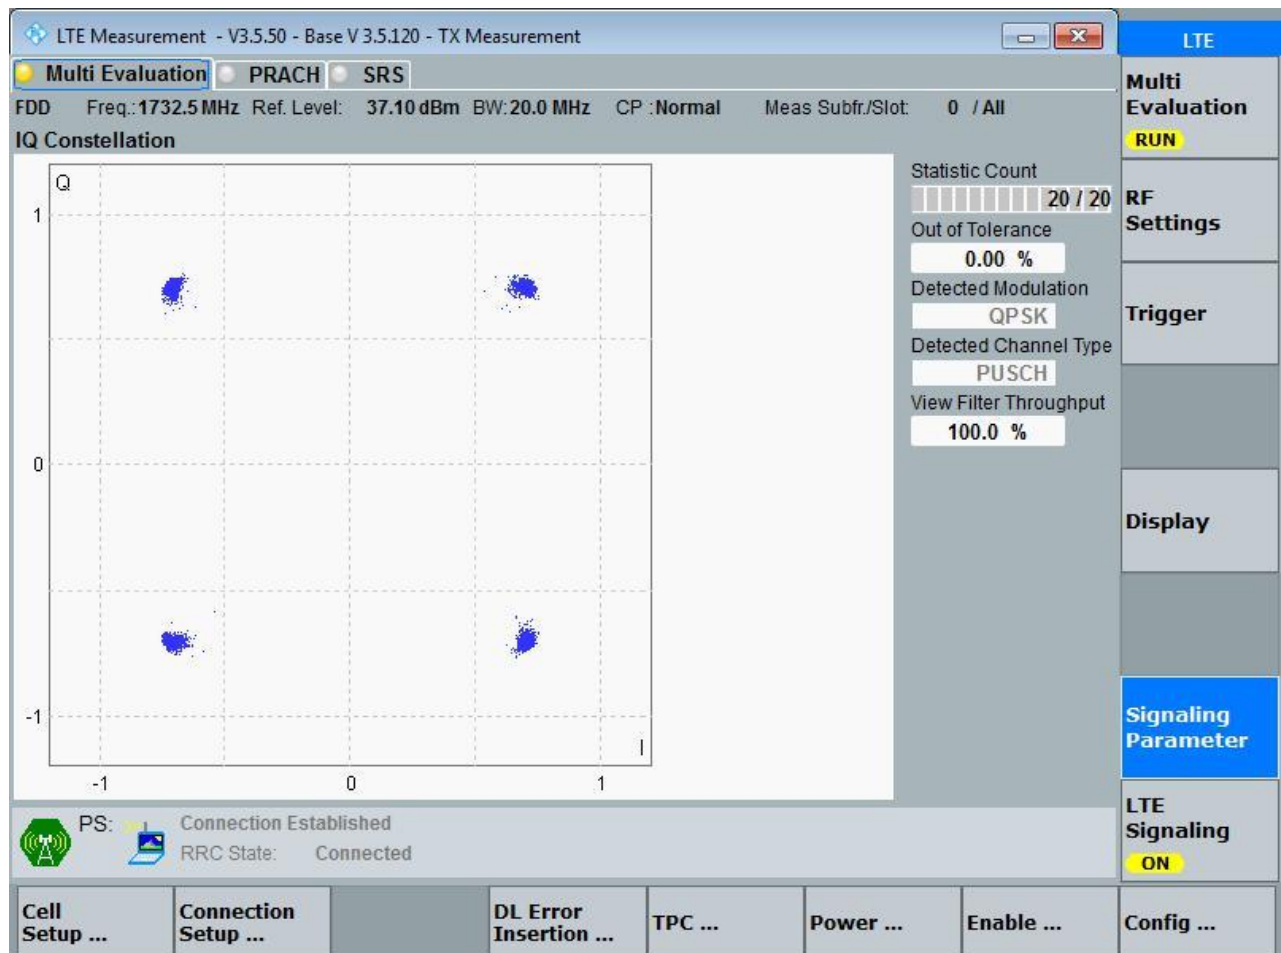 LTE Measurement - V3.5.50 - Base V 3.5.120 - TX Measurement
LTE
Multi Evaluation PRACH SRS
FDD Freq.: 1732.5 MHz Ref. Level: 37.10 dBm BW: 20.0 MHz CP : Normal Meas Subfr./Slot: 0 / All
IQ Constellation
Q
1
0
-1
I
-1 0 1
Statistic Count
20 / 20
Out of Tolerance
0.00 %
Detected Modulation
QPSK
Detected Channel Type
PUSCH
View Filter Throughput
100.0 %
Multi
Evaluation
RUN
RF
Settings
Trigger
Display
Signaling
Parameter
LTE
Signaling
ON
PS: Connection Established
RRC State: Connected
Cell
Setup ...
Connection
Setup ...
DL Error
Insertion ...
TPC ...
Power ...
Enable ...
Config ...